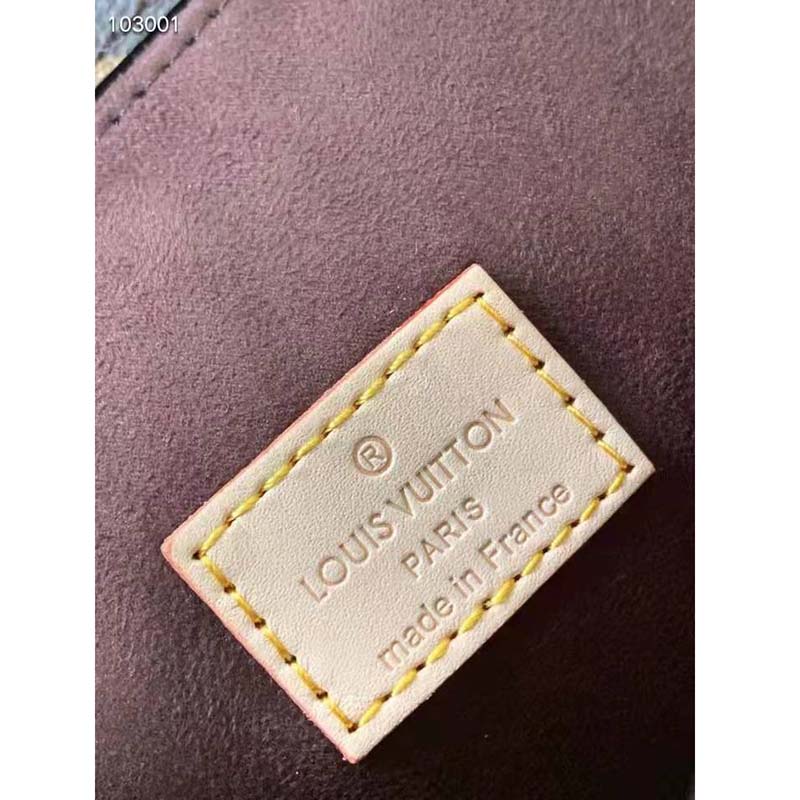 103001
®
LOUIS VUITTON
PARIS
made in France